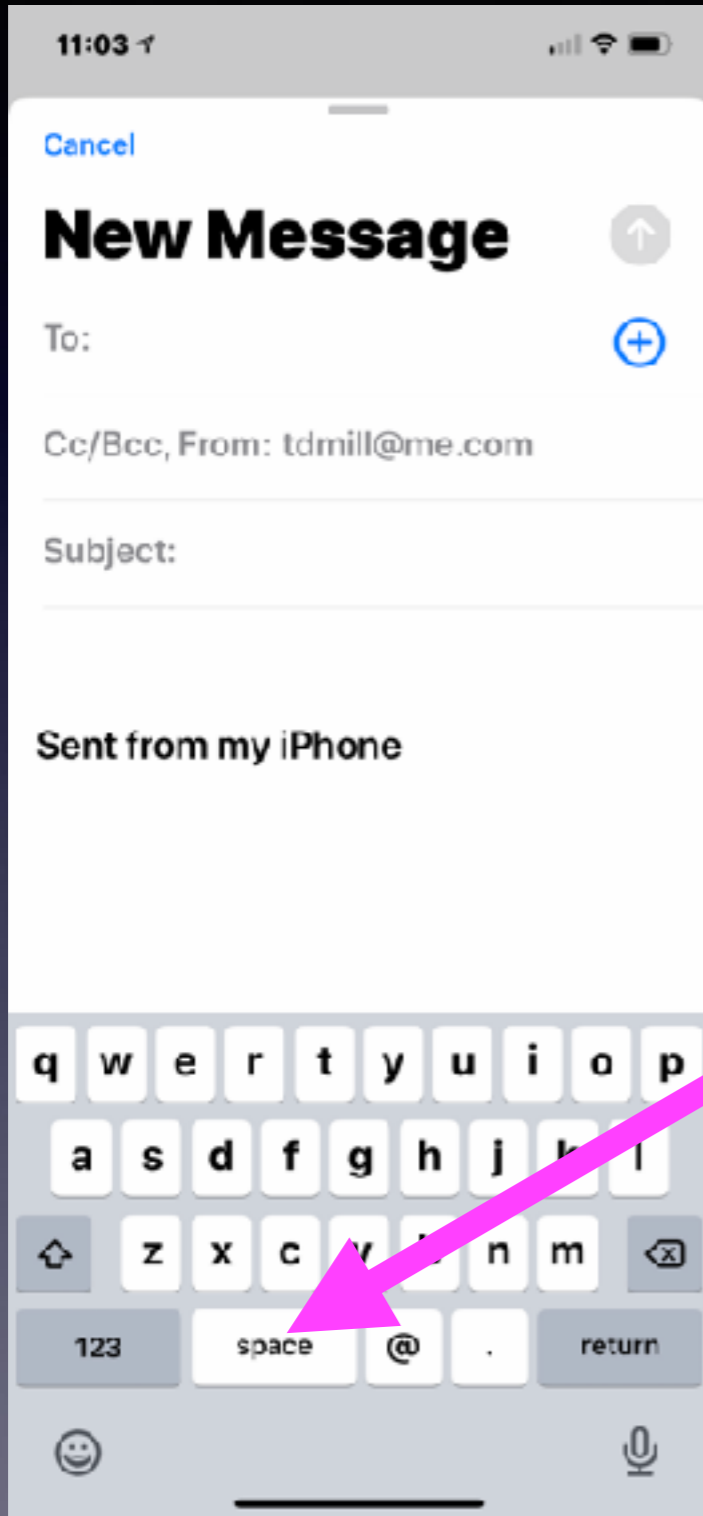 11:03
Cancel
New Message
To:
Cc/Bcc, From: tdmill@me.com
Subject:
Sent from my iPhone
q w e r t y u i o p
a s d f g h j k l
z x c v b n m
123 space @ . return